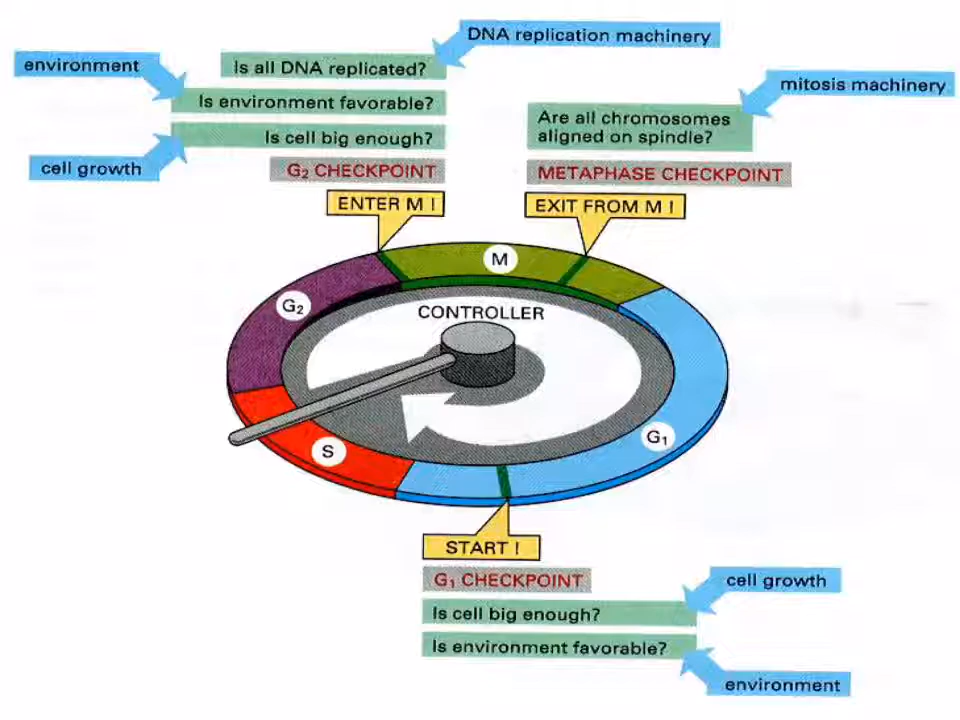 DNA replication machinery
environment
Is all DNA replicated?
mitosis machinery
Is environment favorable?
Are all chromosomes
aligned on spindle?
Is cell big enough?
cell growth
G₂ CHECKPOINT
METAPHASE CHECKPOINT
ENTER M !
EXIT FROM M !
M
G₂
CONTROLLER
G₁
S
START !
G₁ CHECKPOINT
cell growth
Is cell big enough?
Is environment favorable?
environment